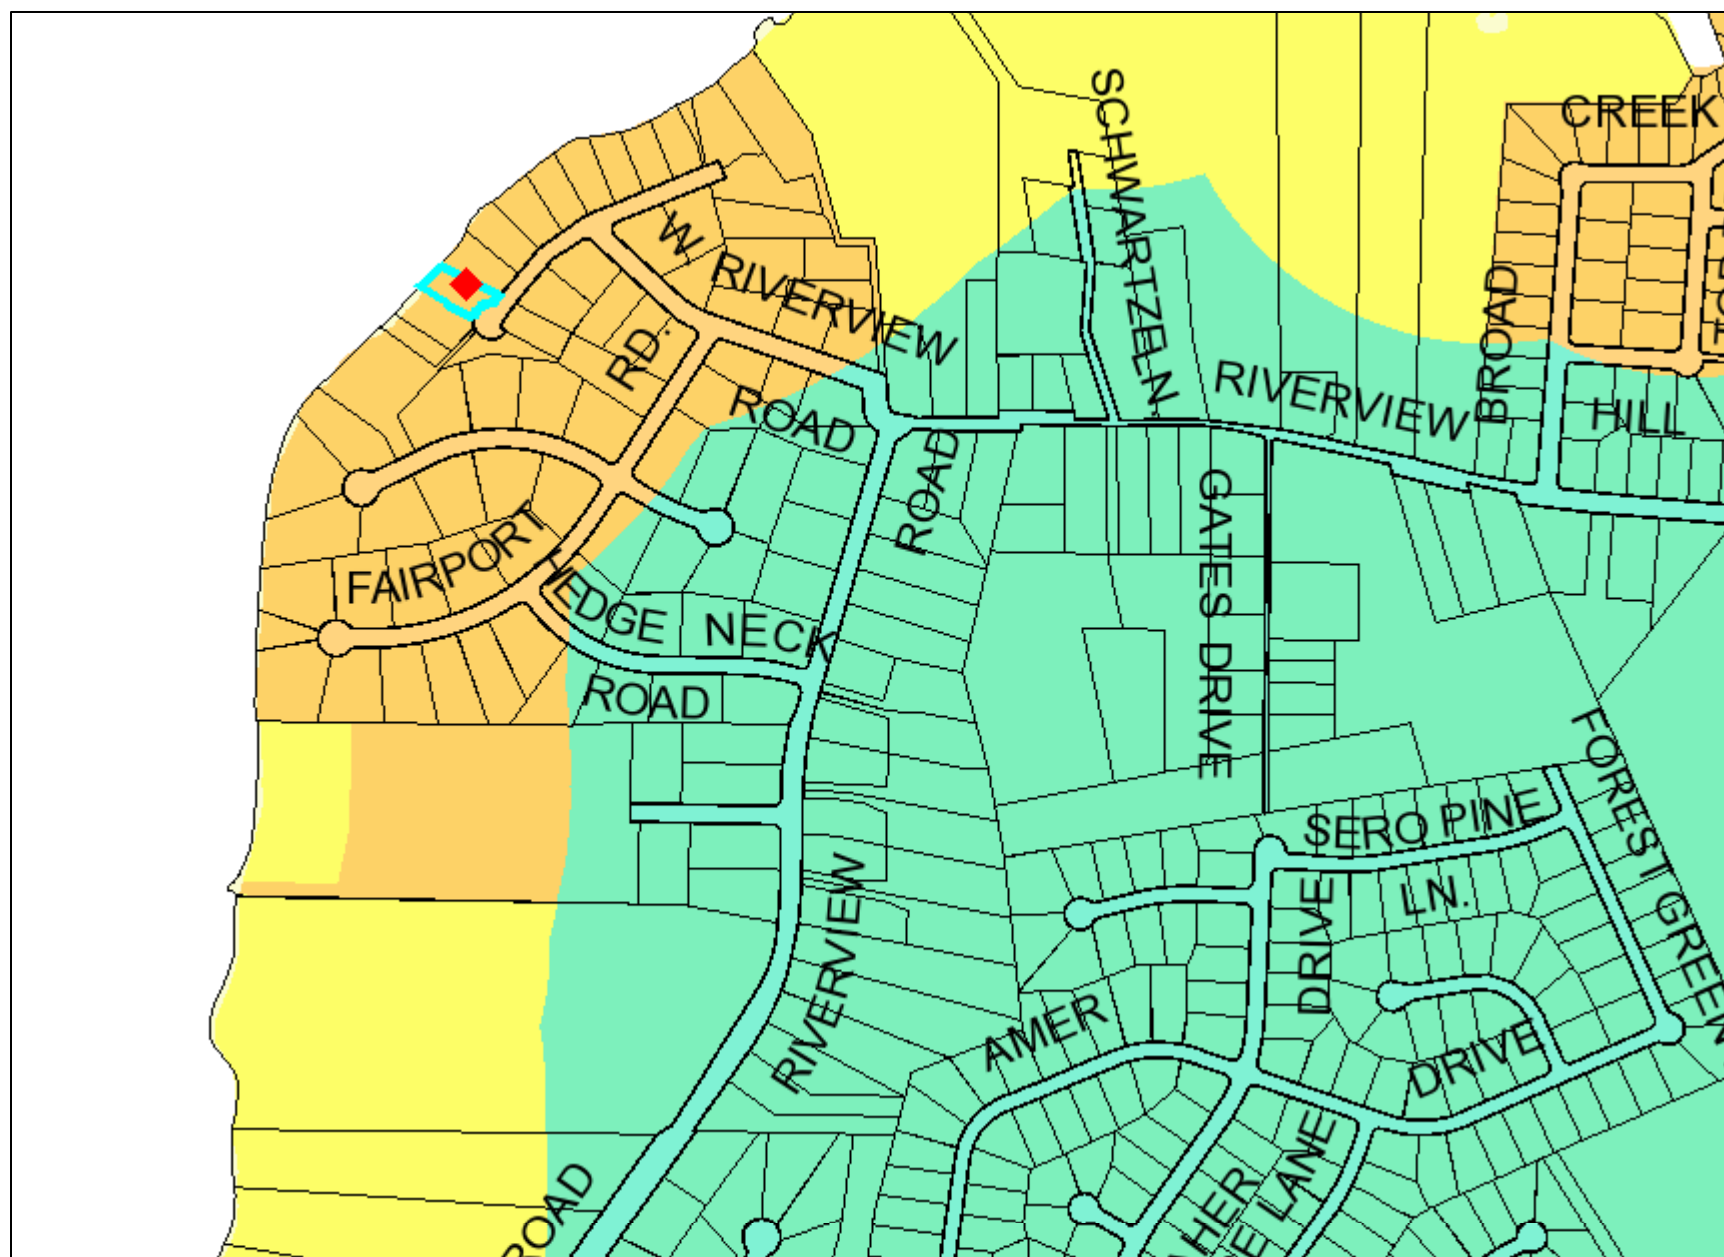 CREEK
SCHWARTZEL
LN.
W
RIVERVIEW
ROAD
RD.
BROAD
RIVERVIEW
HILL
ROAD
GATES DRIVE
FAIRPORT
HEDGE NECK
ROAD
FOREST GREEN
SERO PINE
LN.
DRIVE
RIVERVIEW
AMER
DRIVE
LANE
ROAD